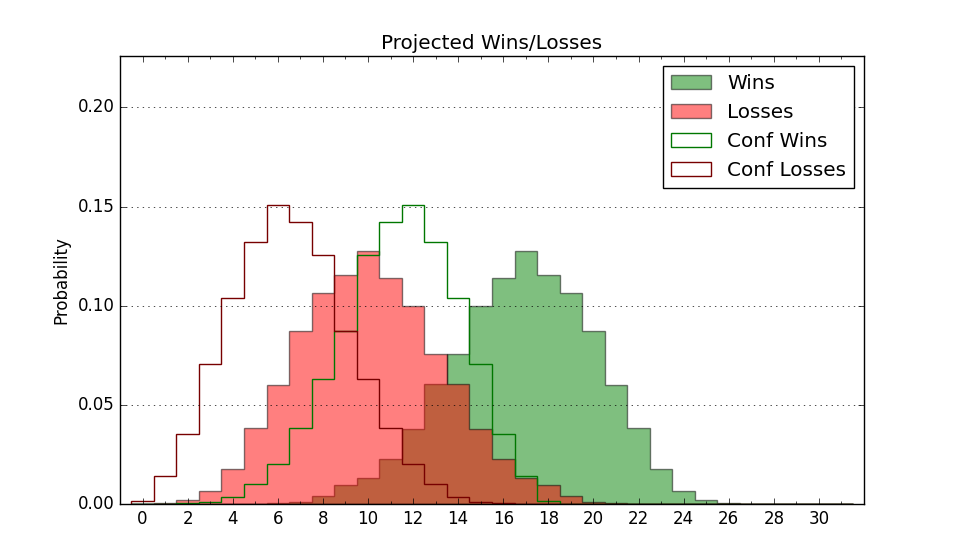 Projected Wins/Losses
Wins
Losses
Conf Wins
Conf Losses
Probability
0.20
0.15
0.10
0.05
0.00
0 2 4 6 8 10 12 14 16 18 20 22 24 26 28 30